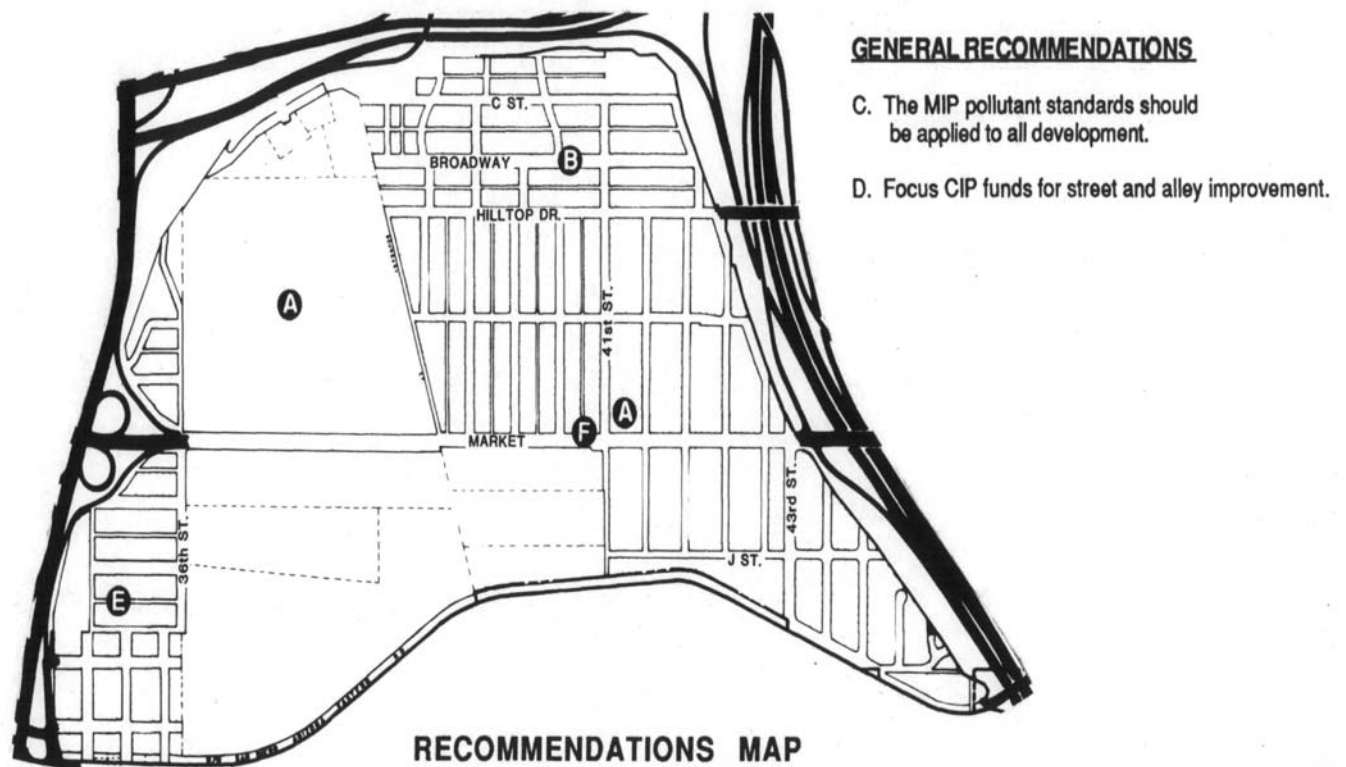 GENERAL RECOMMENDATIONS
C. The MIP pollutant standards should
be applied to all development.
D. Focus CIP funds for street and alley improvement.
C ST.
BROADWAY
B
HILLTOP DR.
A
41st ST.
A
F
MARKET
43rd ST.
36th ST.
J ST.
E
RECOMMENDATIONS MAP